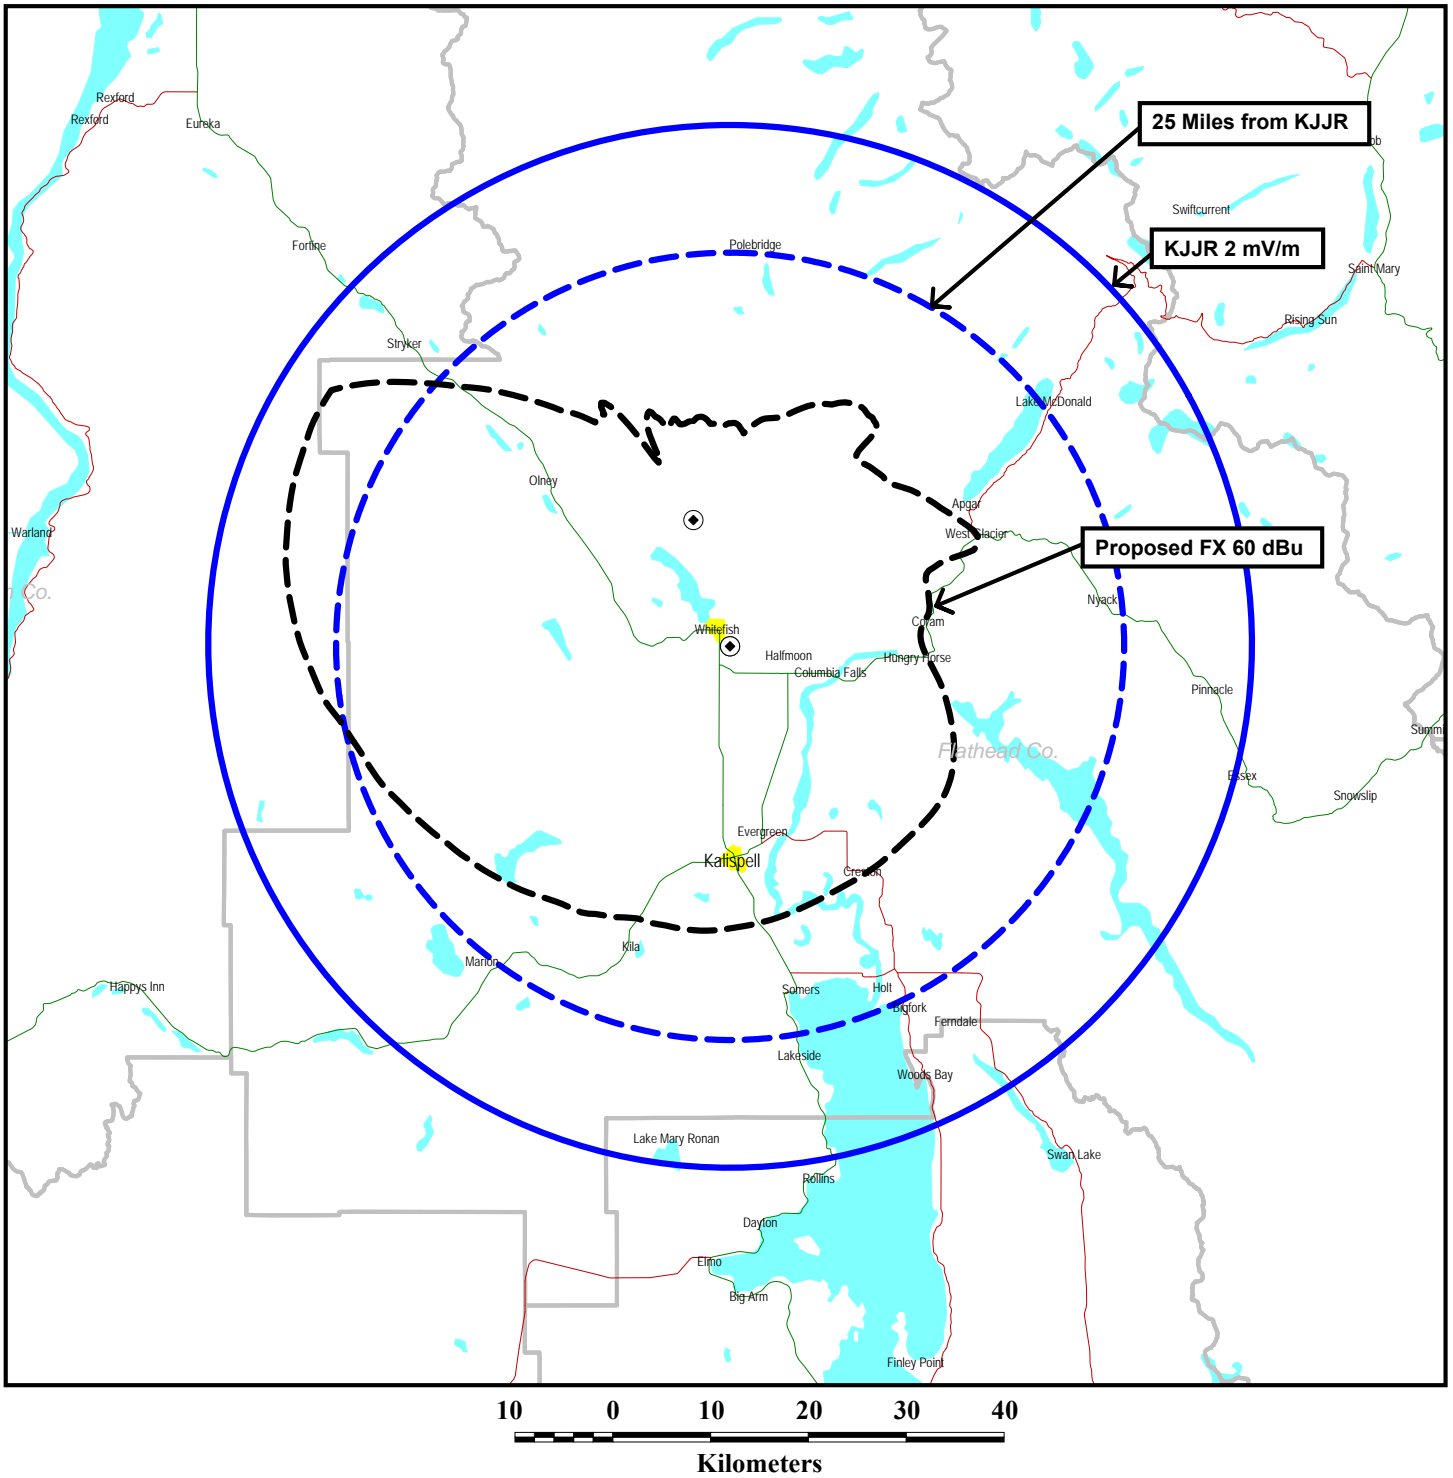 Rexford
Rexford
Eureka
25 Miles from KJJR
bb
Swiftcurrent
Fortine
Polebridge
KJJR 2 mV/m
Saint Mary
Rising Sun
Stryker
Lake McDonald
Olney
Apgar
Warland
West Glacier
Proposed FX 60 dBu
Co.
Nyack
Coram
Whitefish
Halfmoon
Hungry Horse
Columbia Falls
Pinnacle
Summi
Flathead Co.
Essex
Snowslip
Evergreen
Kalispell
Creston
Kila
Marion
Happys Inn
Somers
Holt
Bigfork
Ferndale
Lakeside
Woods Bay
Lake Mary Ronan
Swan Lake
Rollins
Dayton
Elmo
Big Arm
Finley Point
10 0 10 20 30 40
Kilometers